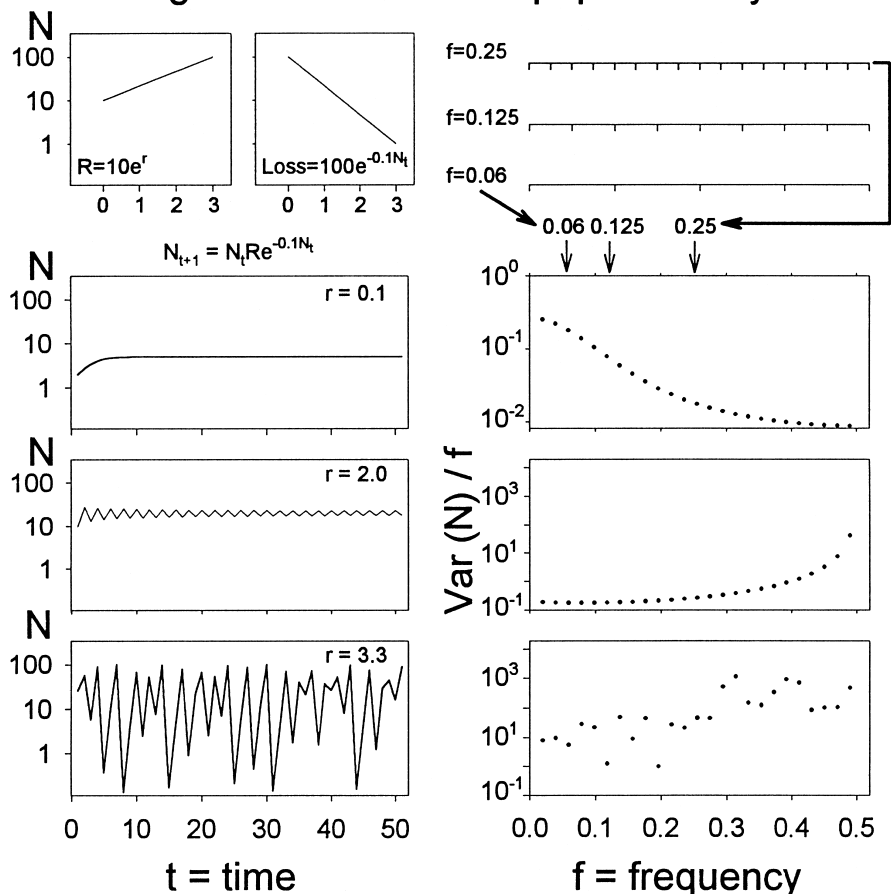 N
100
10
1
R=10e^r
Loss=100e^-0.1N_t
0 1 2 3
0 1 2 3
f=0.25
f=0.125
f=0.06
0.06 0.125 0.25
N_t+1 = N_tRe^-0.1N_t
N
100
10
1
r = 0.1
N
100
10
1
r = 2.0
N
100
10
1
r = 3.3
0 10 20 30 40 50
t = time
Var (N) / f
10^0
10^-1
10^-2
10^3
10^1
10^-1
10^3
10^1
10^-1
0.0 0.1 0.2 0.3 0.4 0.5
f = frequency